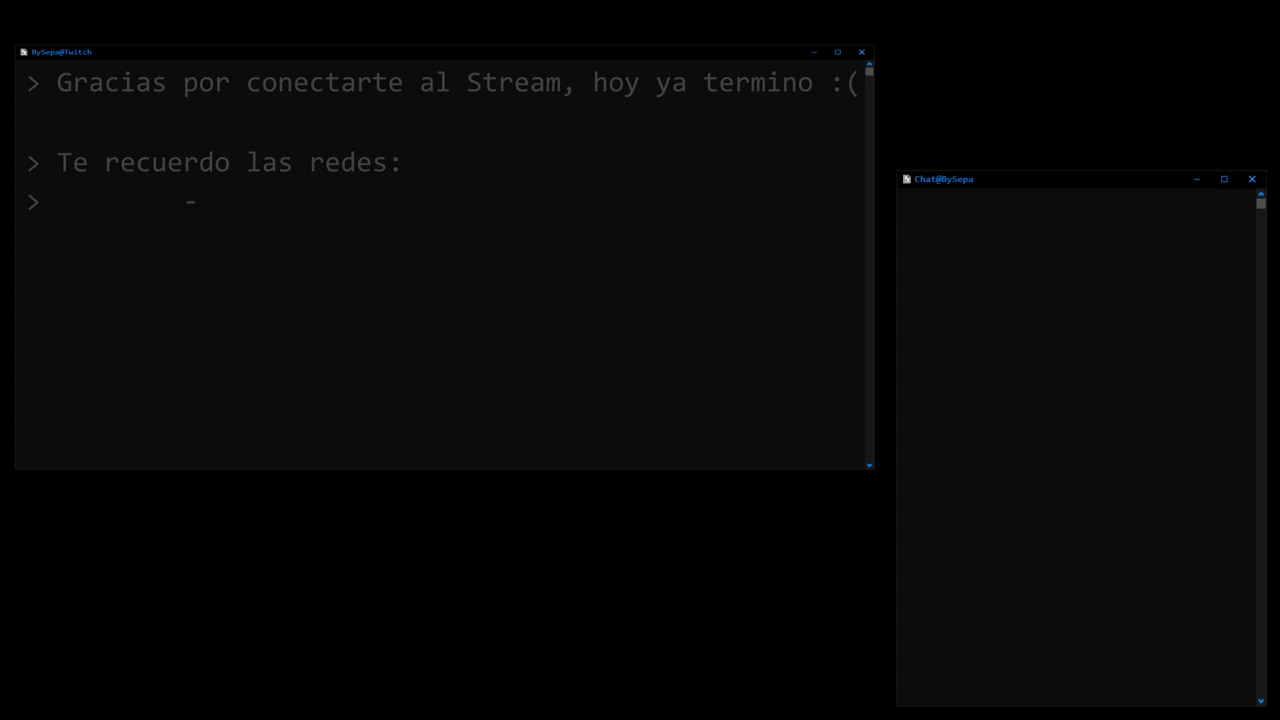 BySepa@Twitch
> Gracias por conectarte al Stream, hoy ya termino :(
> Te recuerdo las redes:
> -
Chat@BySepa